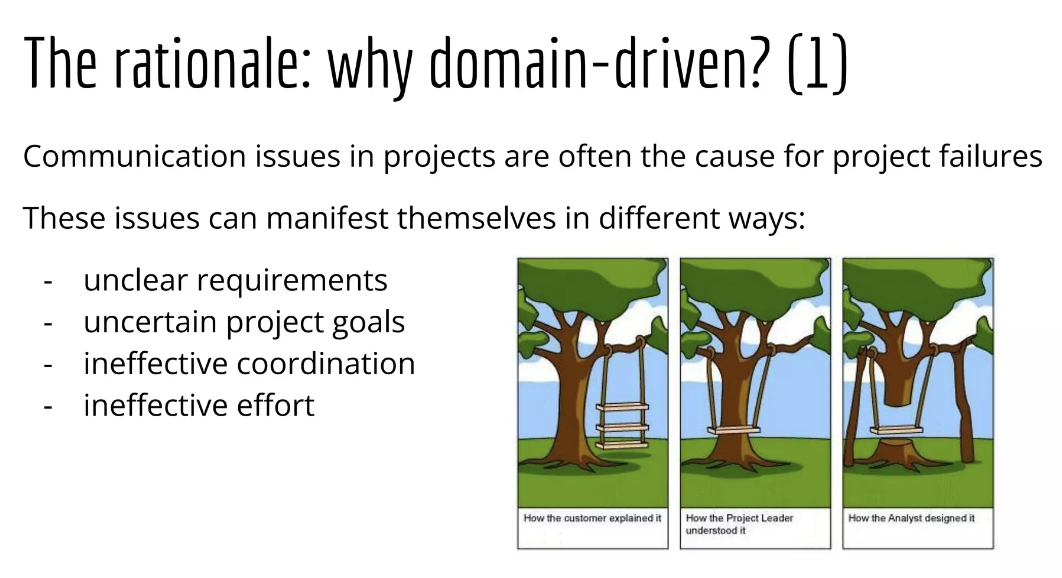 The rationale: why domain-driven? (1)
Communication issues in projects are often the cause for project failures
These issues can manifest themselves in different ways:
- unclear requirements
- uncertain project goals
- ineffective coordination
- ineffective effort
How the customer explained it
How the Project Leader
understood it
How the Analyst designed it